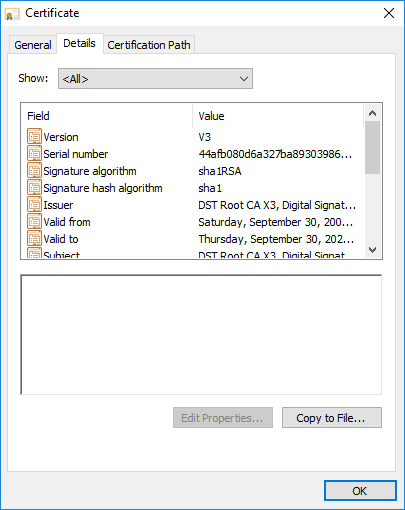 Certificate
General Details Certification Path
Show: <All>
Field Value
Version V3
Serial number 44afb080d6a327ba89303986...
Signature algorithm sha1RSA
Signature hash algorithm sha1
Issuer DST Root CA X3, Digital Signat...
Valid from Saturday, September 30, 200...
Valid to Thursday, September 30, 202...
Subject DST Root CA X3, Digital Signat...
Edit Properties...
Copy to File...
OK